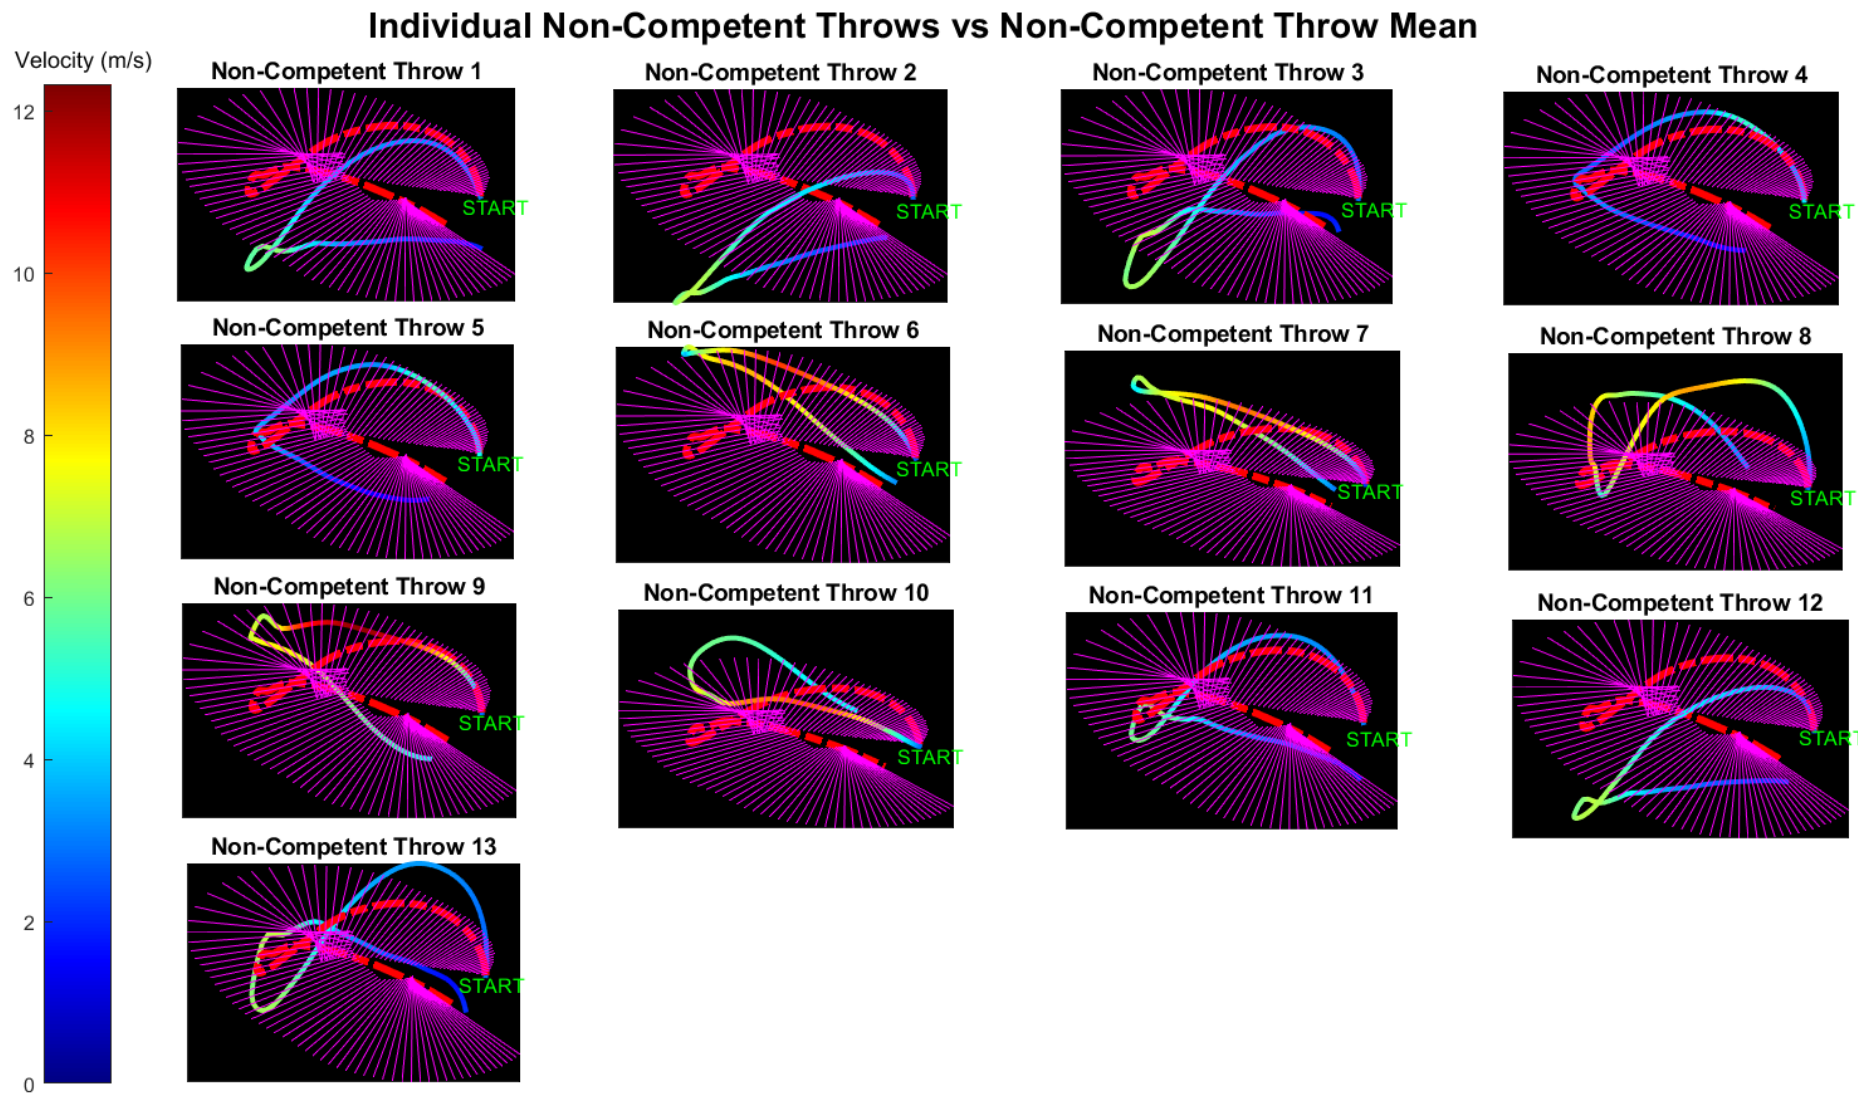 Individual Non-Competent Throws vs Non-Competent Throw Mean
Velocity (m/s)
12
10
8
6
4
2
0
Non-Competent Throw 1
START
Non-Competent Throw 2
START
Non-Competent Throw 3
START
Non-Competent Throw 4
START
Non-Competent Throw 5
START
Non-Competent Throw 6
START
Non-Competent Throw 7
START
Non-Competent Throw 8
START
Non-Competent Throw 9
START
Non-Competent Throw 10
START
Non-Competent Throw 11
START
Non-Competent Throw 12
START
Non-Competent Throw 13
START